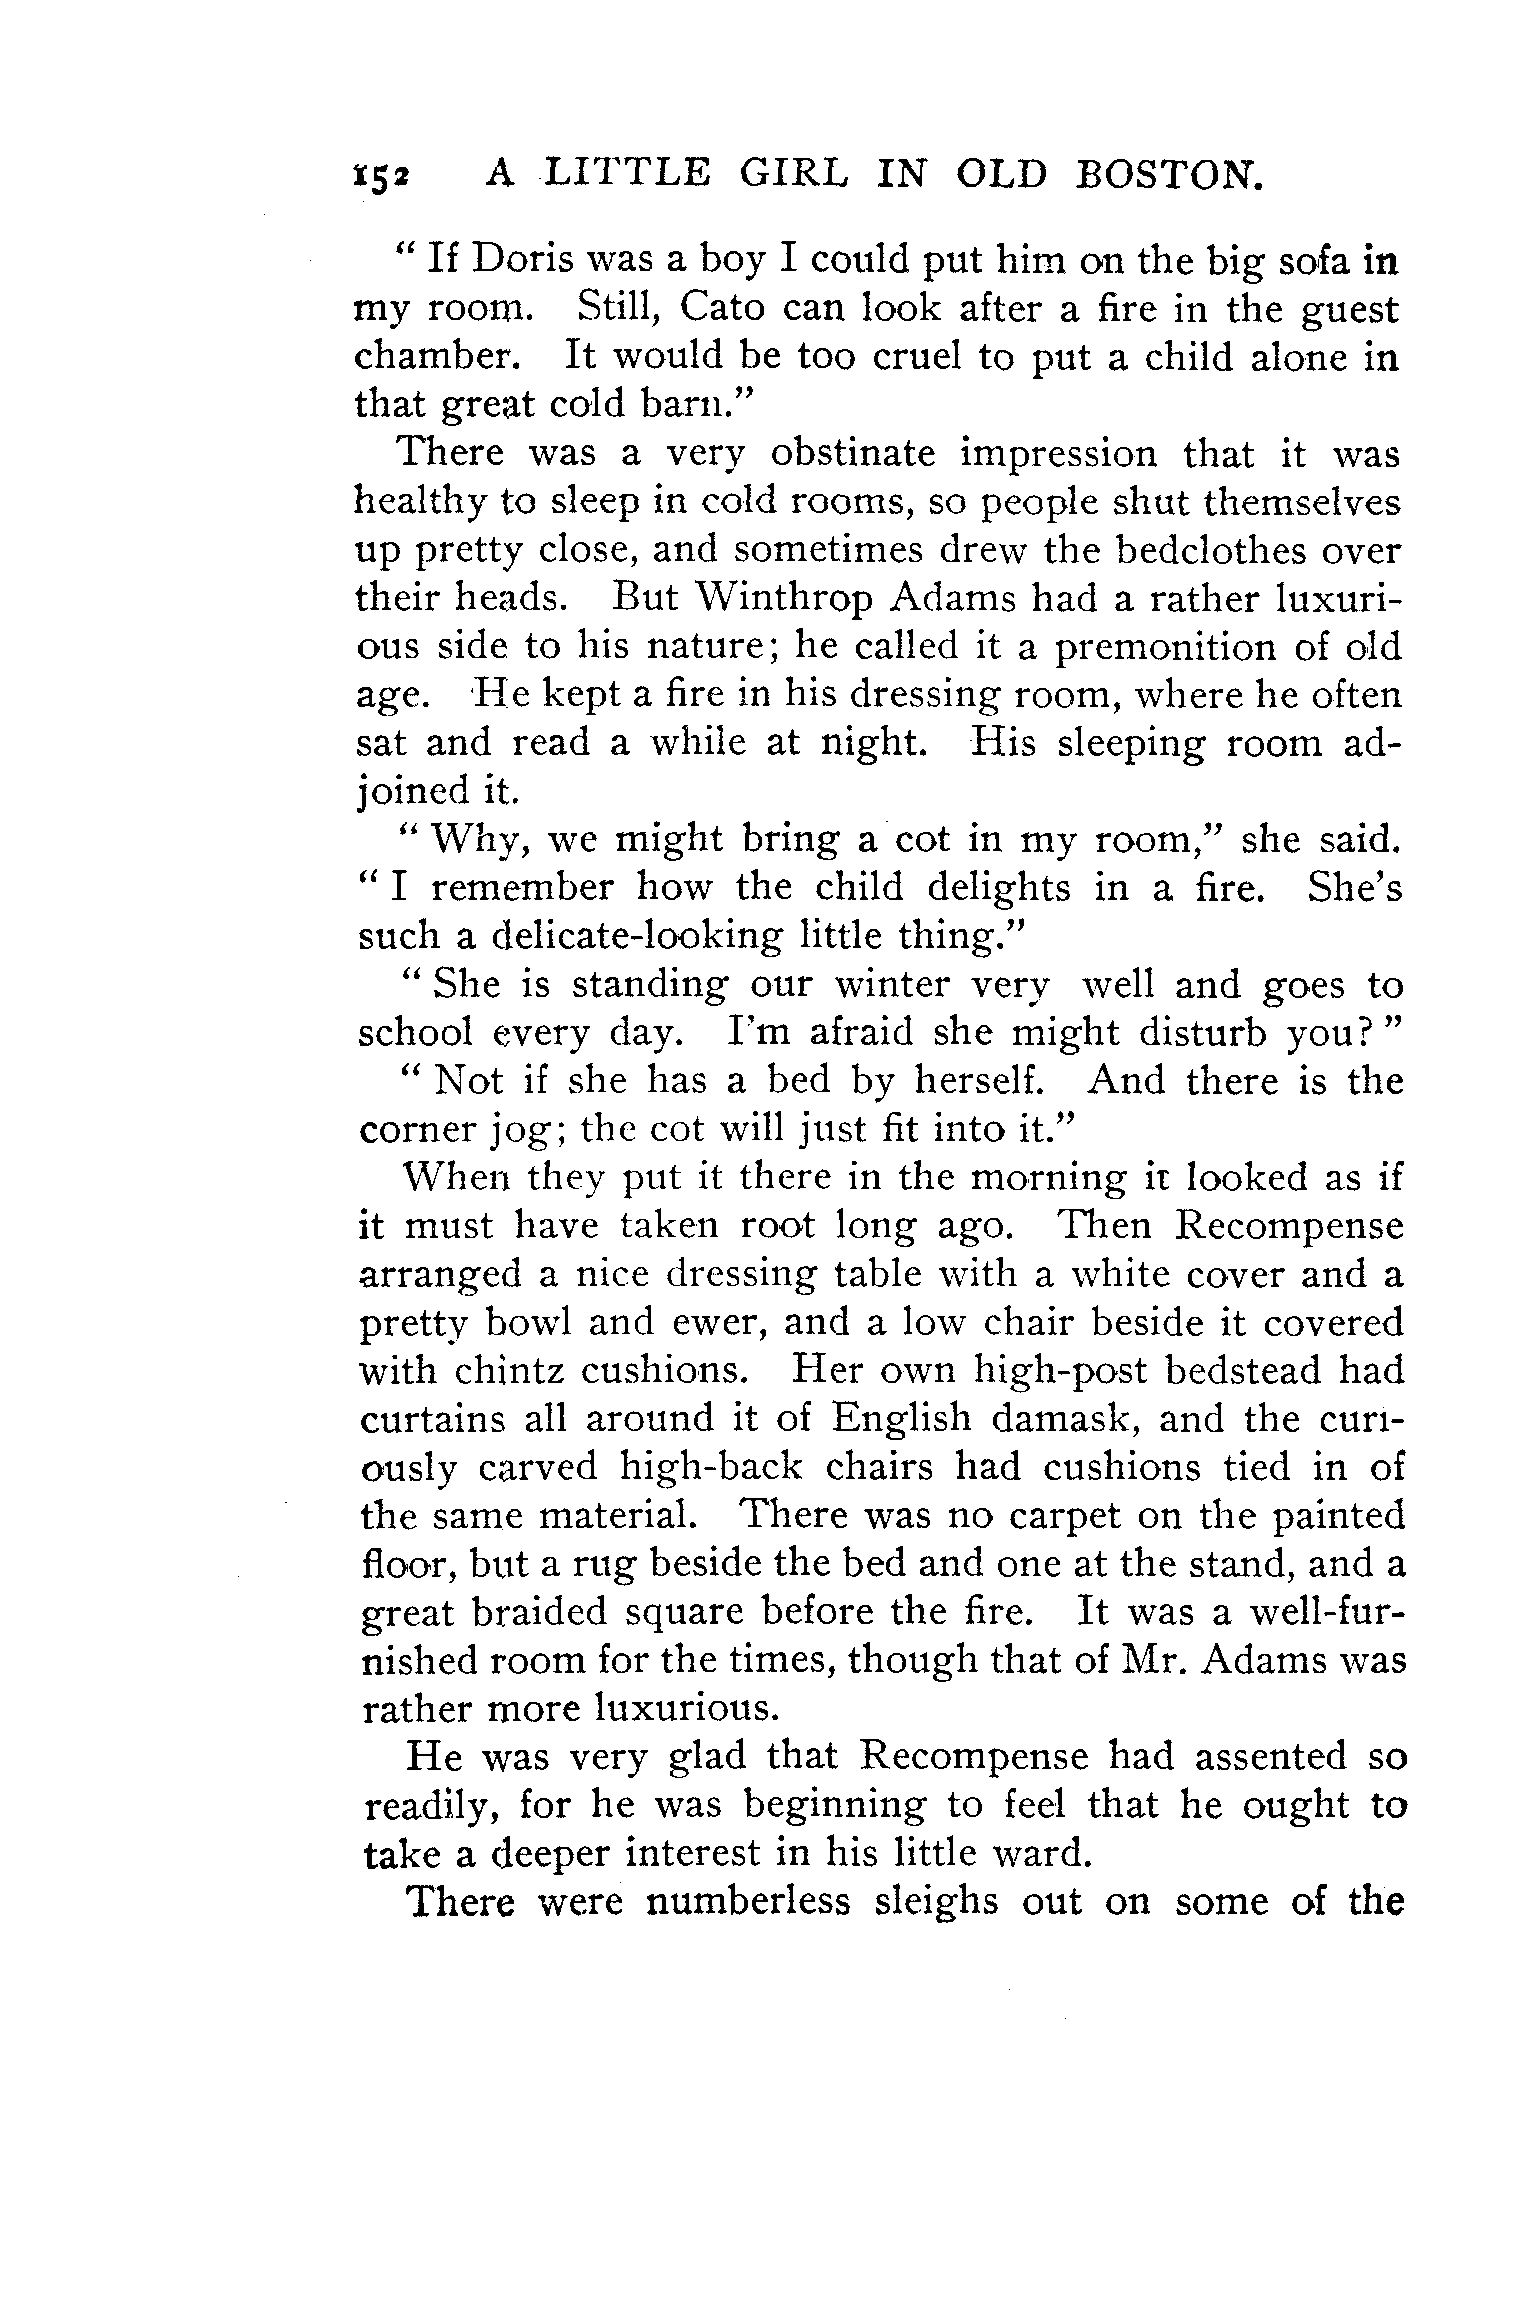 152 A LITTLE GIRL IN OLD BOSTON.
“ If Doris was a boy I could put him on the big sofa in
my room. Still, Cato can look after a fire in the guest
chamber. It would be too cruel to put a child alone in
that great cold barn.”
There was a very obstinate impression that it was
healthy to sleep in cold rooms, so people shut themselves
up pretty close, and sometimes drew the bedclothes over
their heads. But Winthrop Adams had a rather luxuri-
ous side to his nature; he called it a premonition of old
age. He kept a fire in his dressing room, where he often
sat and read a while at night. His sleeping room ad-
joined it.
“ Why, we might bring a cot in my room,” she said.
“ I remember how the child delights in a fire. She’s
such a delicate-looking little thing.”
“ She is standing our winter very well and goes to
school every day. I’m afraid she might disturb you? ”
“ Not if she has a bed by herself. And there is the
corner jog; the cot will just fit into it.”
When they put it there in the morning it looked as if
it must have taken root long ago. Then Recompense
arranged a nice dressing table with a white cover and a
pretty bowl and ewer, and a low chair beside it covered
with chintz cushions. Her own high-post bedstead had
curtains all around it of English damask, and the curi-
ously carved high-back chairs had cushions tied in of
the same material. There was no carpet on the painted
floor, but a rug beside the bed and one at the stand, and a
great braided square before the fire. It was a well-fur-
nished room for the times, though that of Mr. Adams was
rather more luxurious.
He was very glad that Recompense had assented so
readily, for he was beginning to feel that he ought to
take a deeper interest in his little ward.
There were numberless sleighs out on some of the